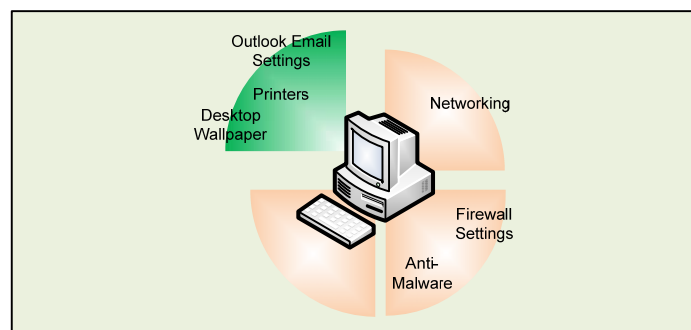 Outlook Email
Settings
Printers
Desktop
Wallpaper
Networking
Firewall
Settings
Anti-
Malware